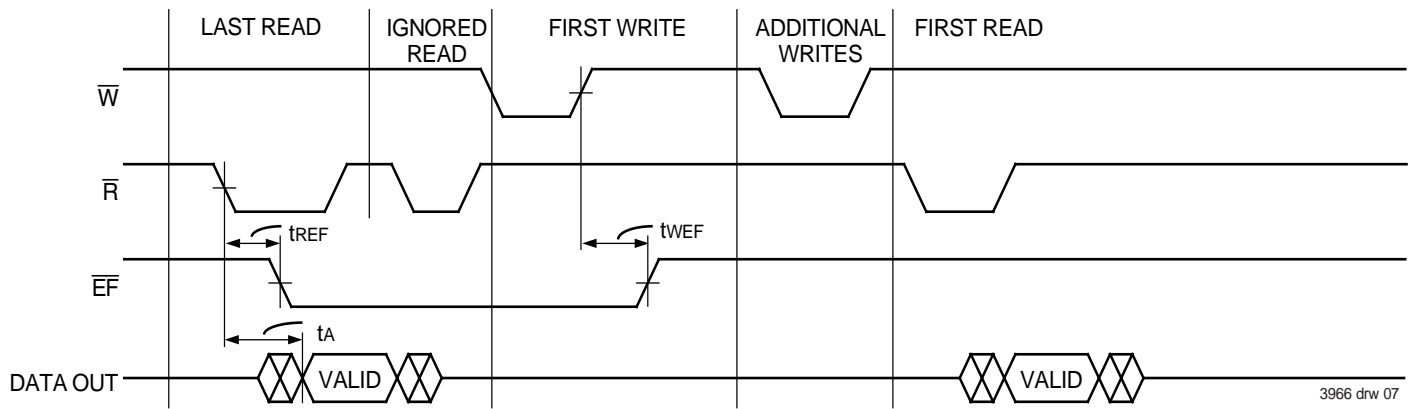 LAST READ
IGNORED
READ
FIRST WRITE
ADDITIONAL
WRITES
FIRST READ
W̅
R̅
tREF
tWEF
E̅F̅
tA
DATA OUT
VALID
VALID
3966 drw 07